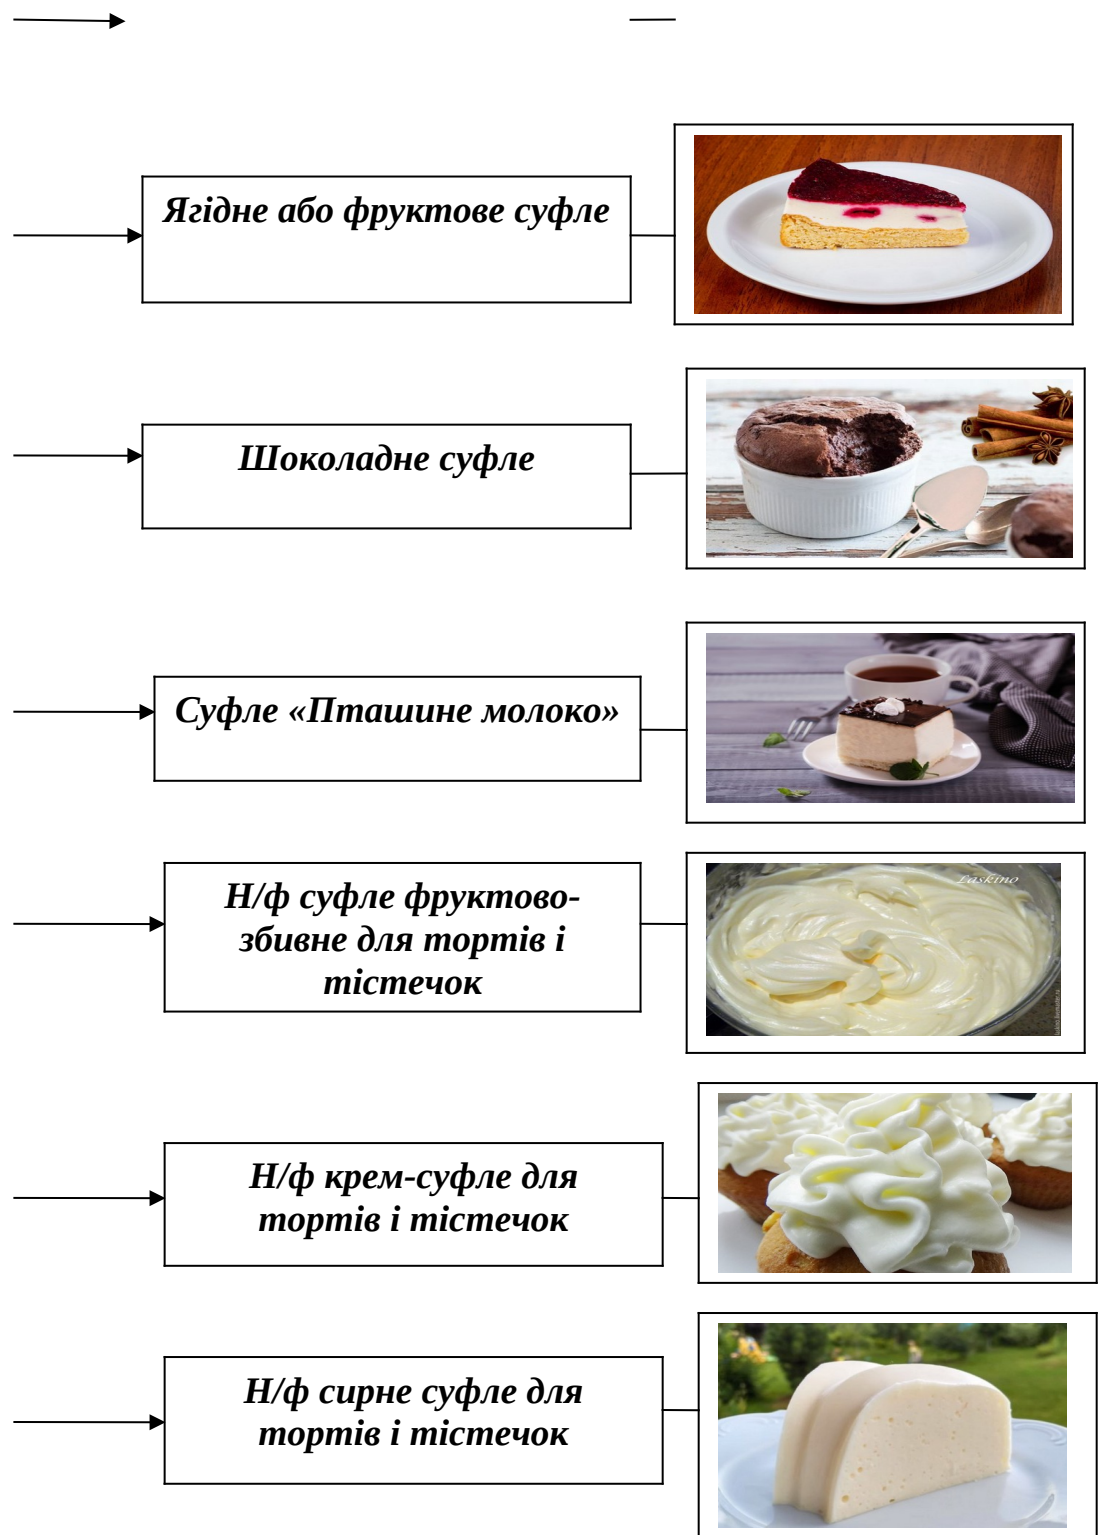 Ягідне або фруктове суфле
Шоколадне суфле
Суфле «Пташине молоко»
Н/ф суфле фруктово-
збивне для тортів і
тістечок
Laskino
Н/ф крем-суфле для
тортів і тістечок
Н/ф сирне суфле для
тортів і тістечок